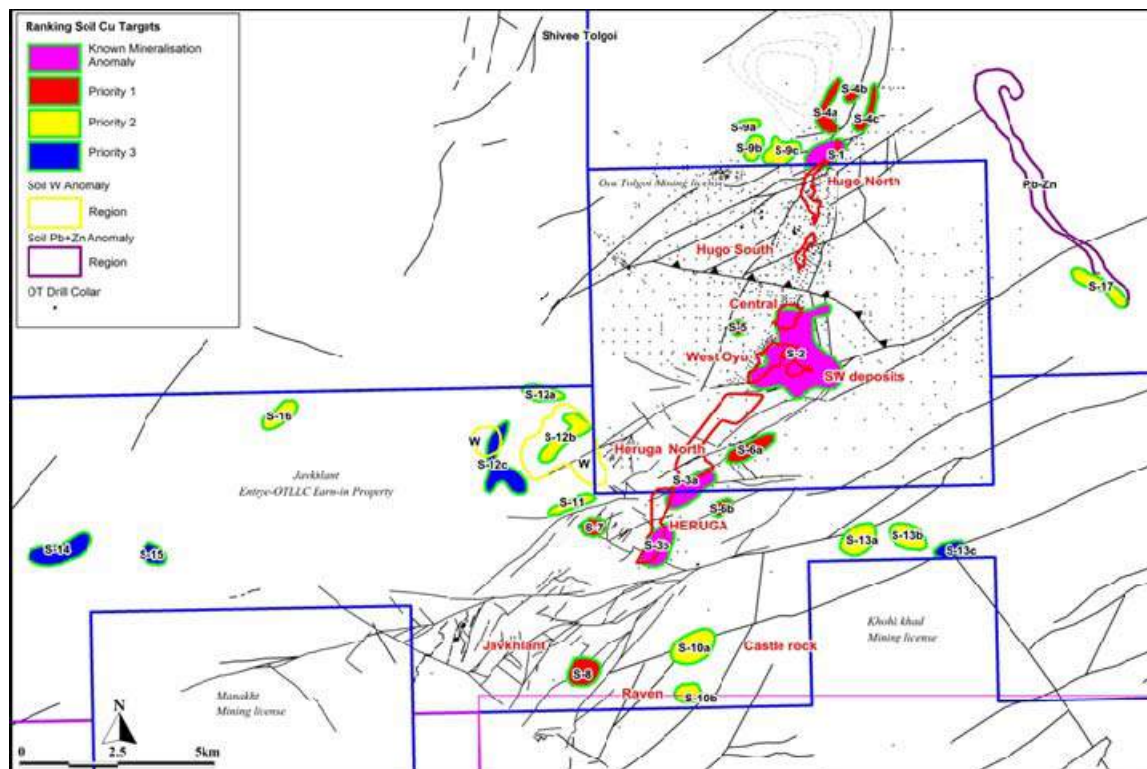 Ranking Soil Cu Targets
Known Mineralisation
Anomaly
Priority 1
Priority 2
Priority 3
Soil W Anomaly
Region
Soil Pb+Zn Anomaly
Region
OT Drill Collar
Shivee Tolgoi
S-4b
S-4a
S-4c
S-9a
S-9b
S-9c
S-1
Oyu Tolgoi Mining license
Hugo North
Pb-Zn
Hugo South
S-17
Central
S-5
S-2
West Oyu
SW deposits
S-12a
S-16
S-12b
W
W
S-12c
Heruga North
S-6a
Javkhlant
Entree-OTLLC Earn-in Property
S-3a
S-11
S-6b
S-7
HERUGA
S-3b
S-14
S-15
S-13a
S-13b
S-13c
Khohi khad
Mining license
Javkhlant
S-10a
Castle rock
S-8
Raven
S-10b
Manakht
Mining license
N
0
2.5
5km